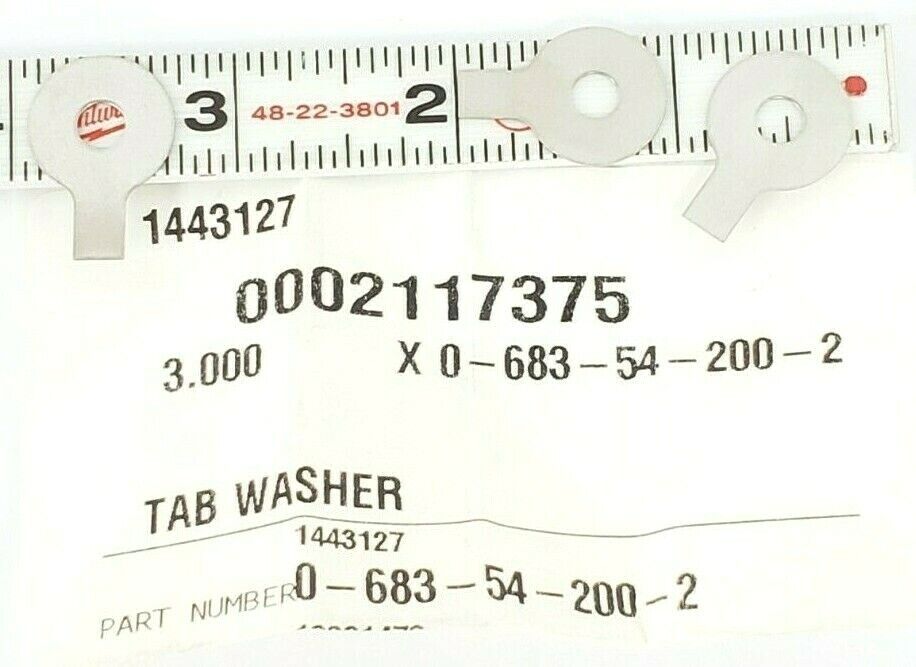 3 48-22-3801 2
1443127
0002117375
3.000 X 0-683-54-200-2
TAB WASHER
1443127
PART NUMBER 0-683-54-200-2